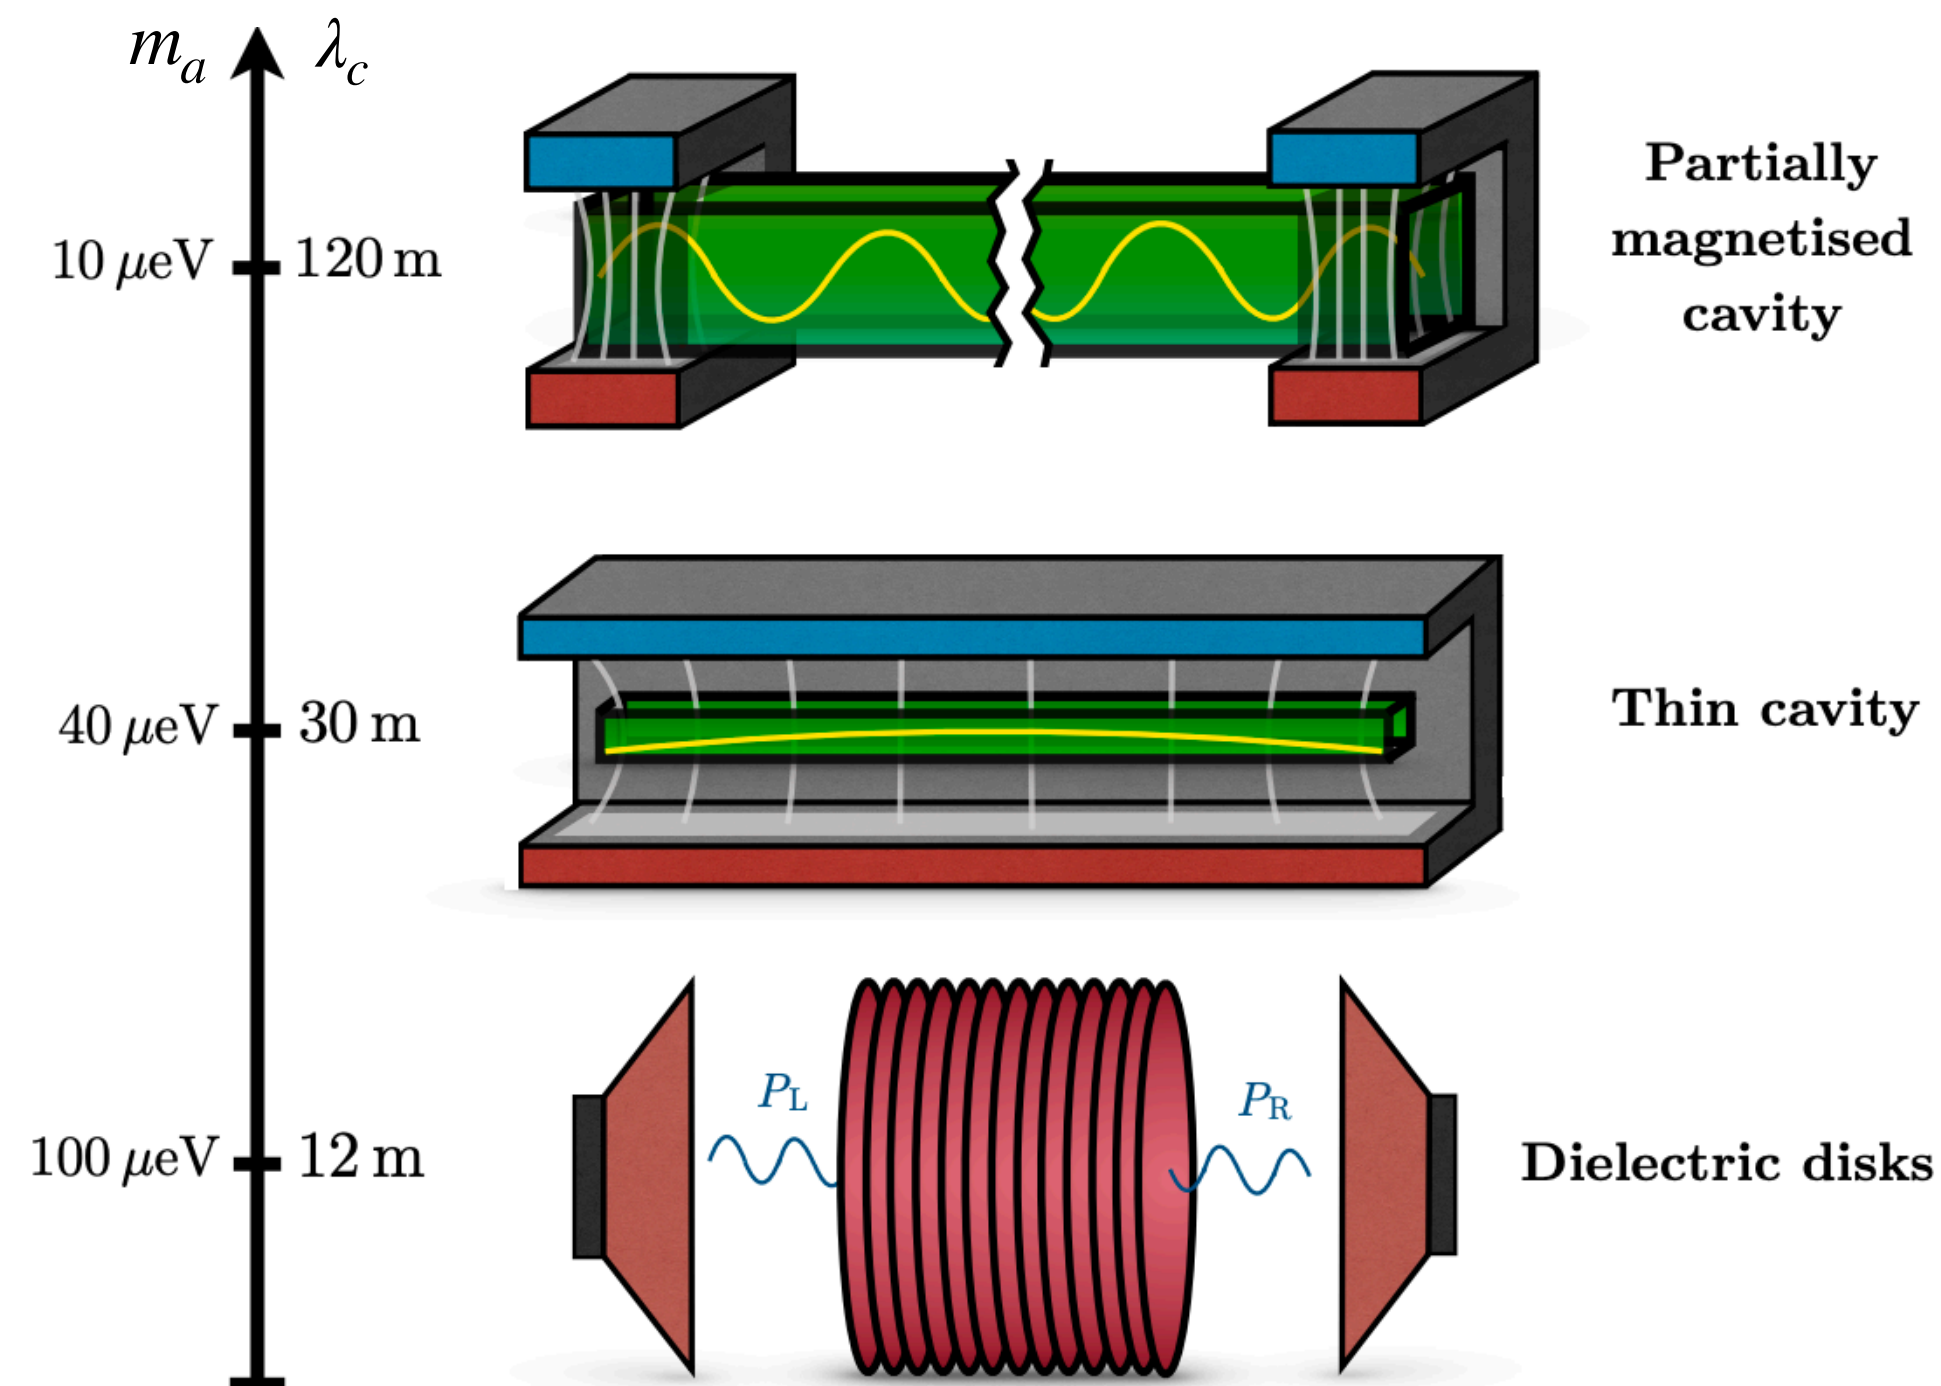 m_a λ_c
Partially
magnetised
cavity
10 μeV 120 m
40 μeV 30 m
Thin cavity
P_L
P_R
100 μeV 12 m
Dielectric disks